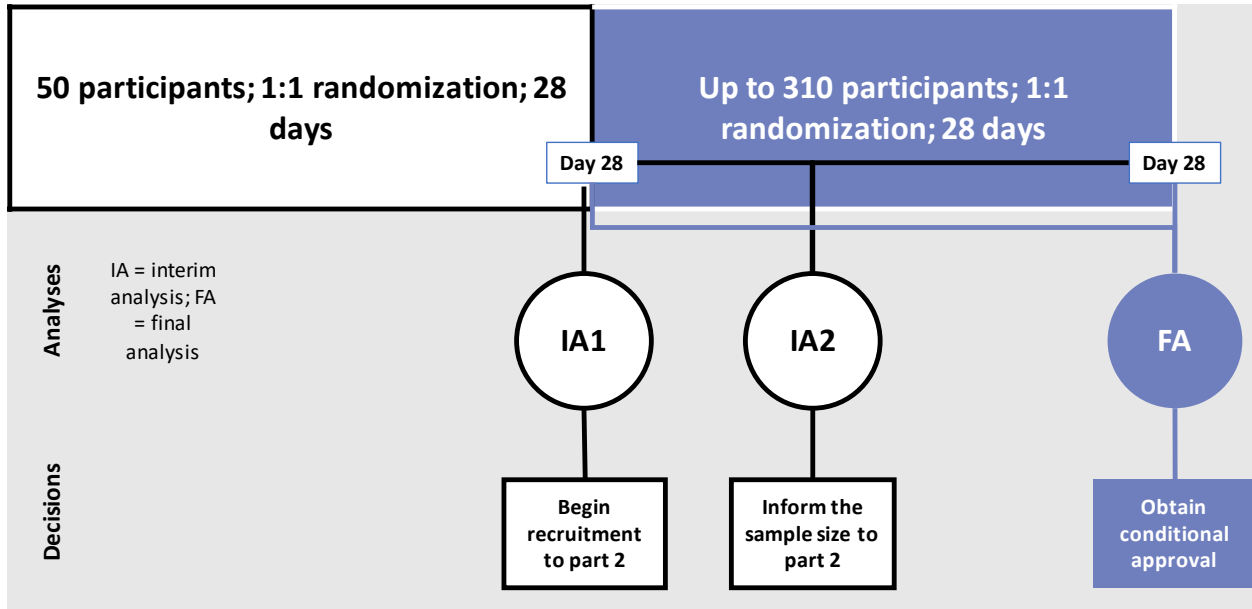 50 participants; 1:1 randomization; 28
days
Up to 310 participants; 1:1
randomization; 28 days
Day 28
Day 28
Analyses
IA = interim
analysis; FA
= final
analysis
IA1
IA2
FA
Decisions
Begin
recruitment
to part 2
Inform the
sample size to
part 2
Obtain
conditional
approval